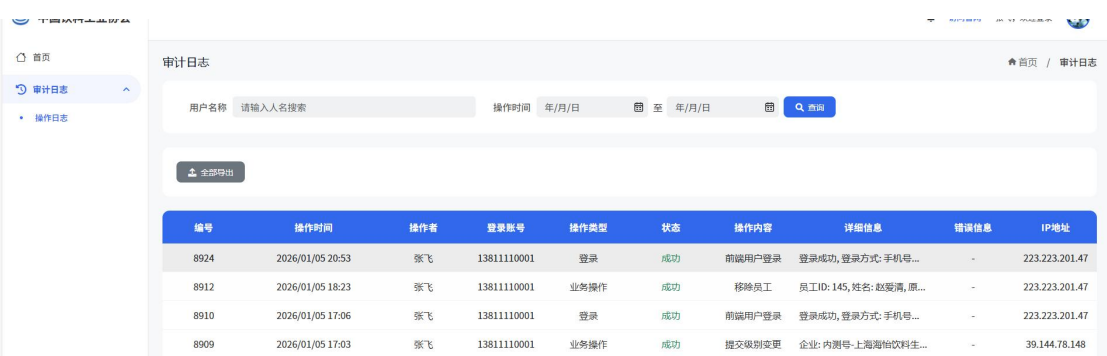 中国饮料工业协会
首页
审计日志
操作日志
审计日志
首页 / 审计日志
用户名称 请输入人名搜索 操作时间 年/月/日 至 年/月/日 查询
全部导出
编号 操作时间 操作者 登录账号 操作类型 状态 操作内容 详细信息 错误信息 IP地址
8924 2026/01/05 20:53 张飞 13811110001 登录 成功 前端用户登录 登录成功, 登录方式: 手机号... - 223.223.201.47
8912 2026/01/05 18:23 张飞 13811110001 业务操作 成功 移除员工 员工ID: 145, 姓名: 赵爱清, 原... - 223.223.201.47
8910 2026/01/05 17:06 张飞 13811110001 登录 成功 前端用户登录 登录成功, 登录方式: 手机号... - 223.223.201.47
8909 2026/01/05 17:03 张飞 13811110001 业务操作 成功 提交级别变更 企业: 内测号-上海海怡饮料生... - 39.144.78.148